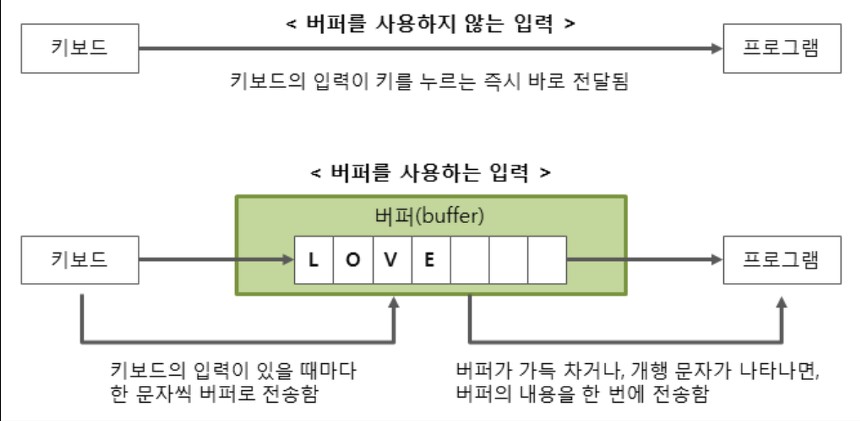 < 버퍼를 사용하지 않는 입력 >
키보드
프로그램
키보드의 입력이 키를 누르는 즉시 바로 전달됨
< 버퍼를 사용하는 입력 >
버퍼(buffer)
키보드
L O V E
프로그램
키보드의 입력이 있을 때마다
한 문자씩 버퍼로 전송함
버퍼가 가득 차거나, 개행 문자가 나타나면,
버퍼의 내용을 한 번에 전송함